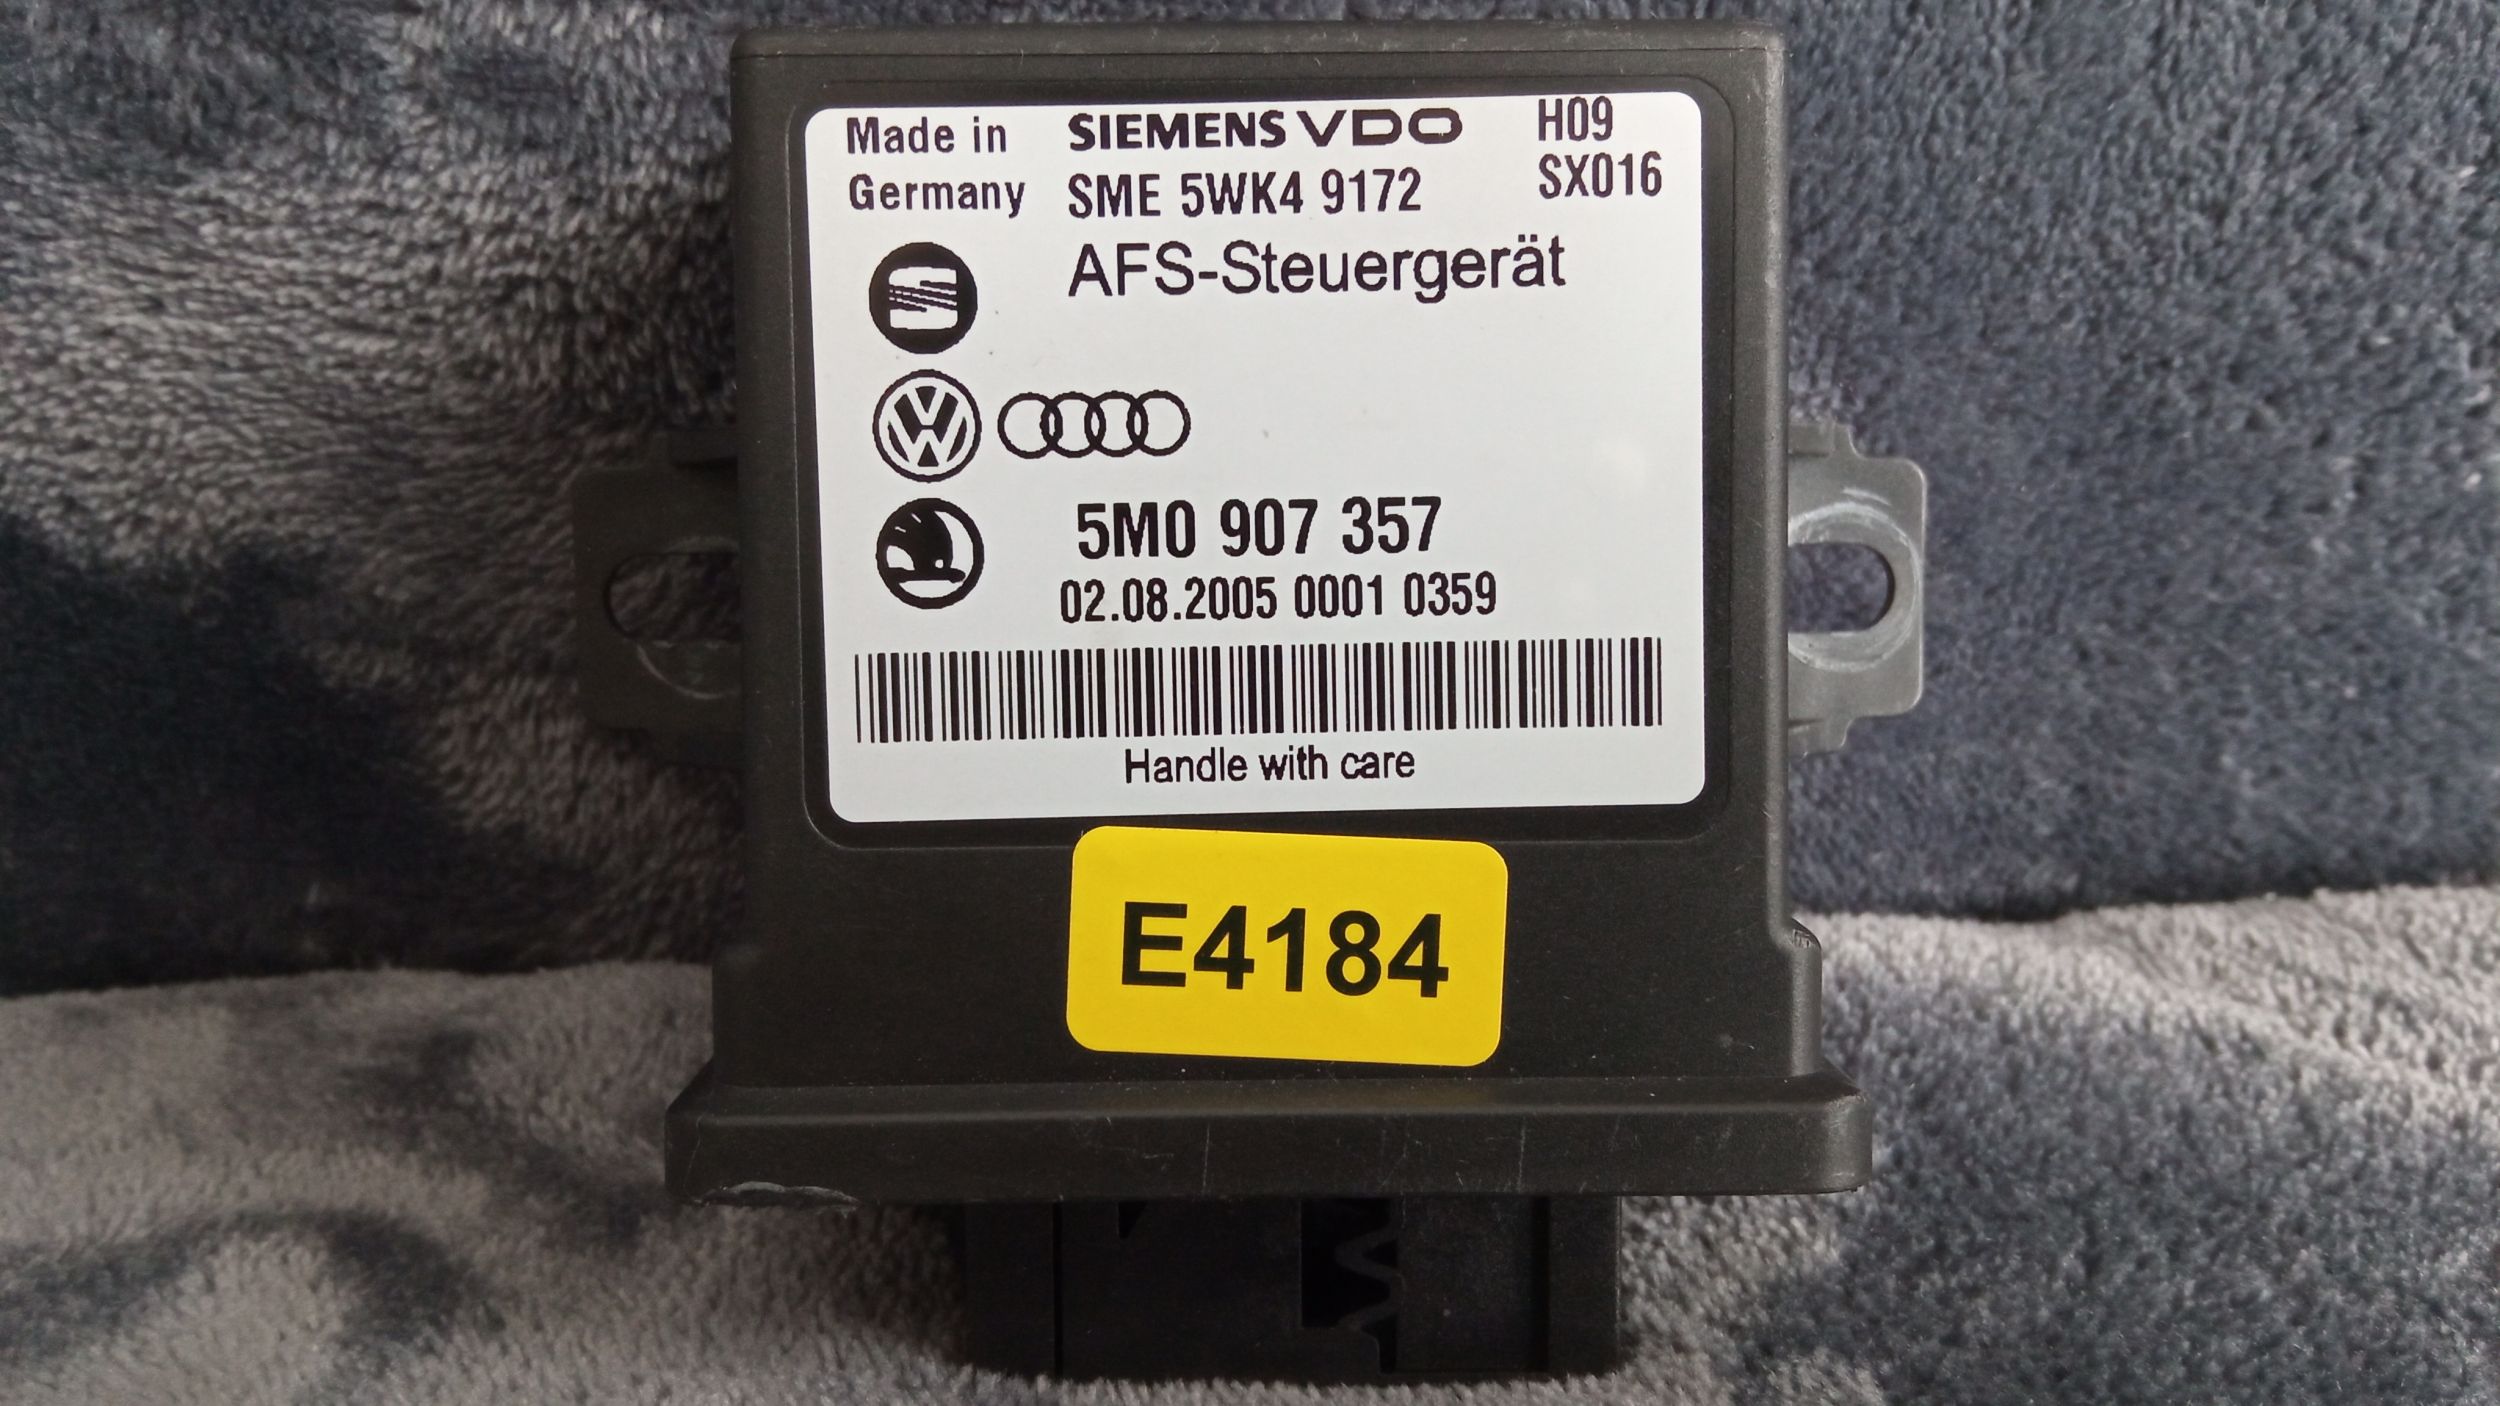 Made in
Germany
SIEMENS VDO
SME 5WK4 9172
H09
SX016
AFS-Steuergerät
5M0 907 357
02.08.2005 0001 0359
Handle with care
E4184